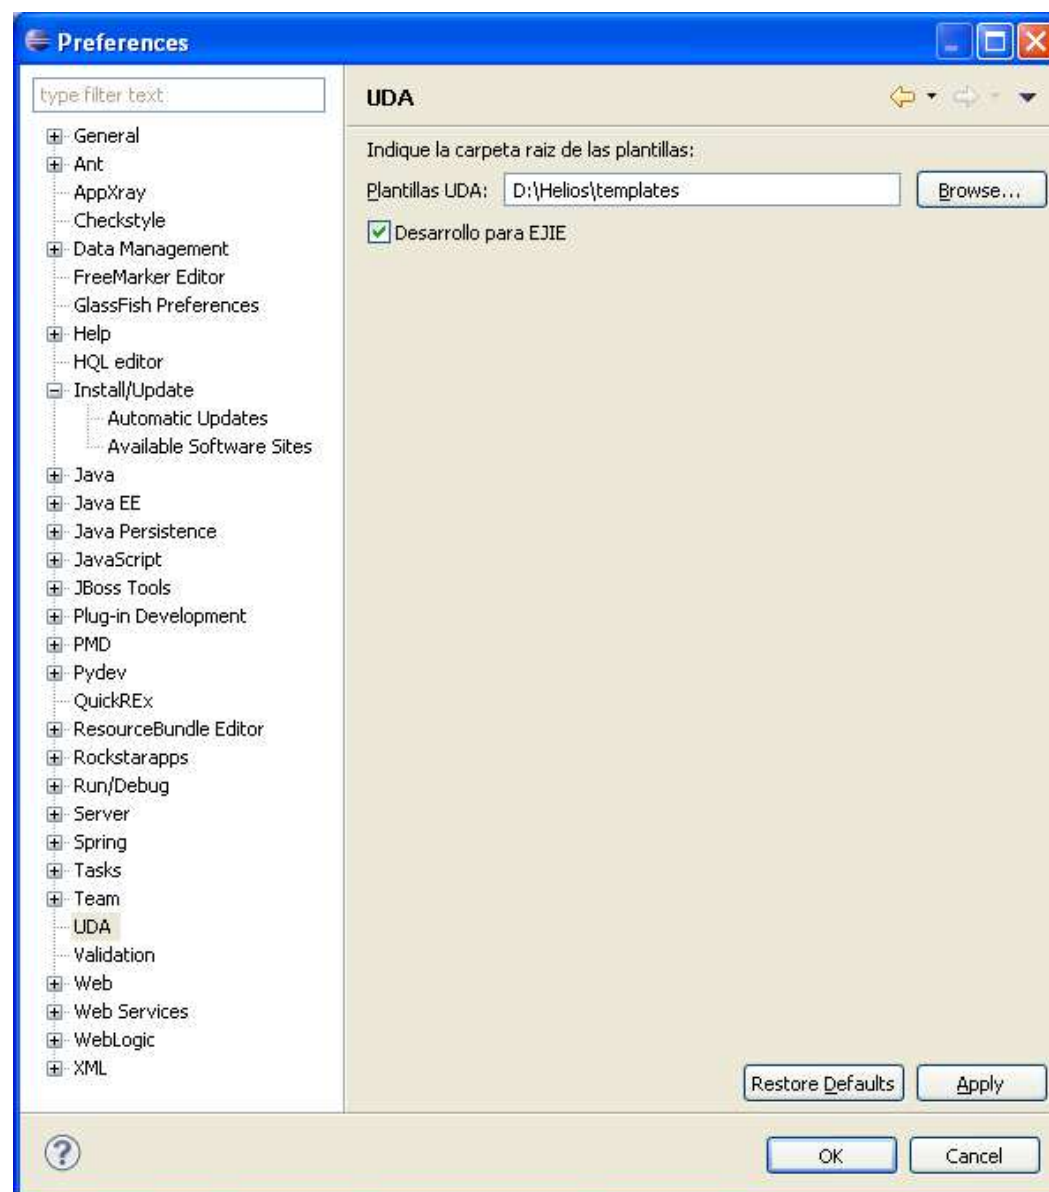 Preferences
type filter text
General
Ant
AppXray
Checkstyle
Data Management
FreeMarker Editor
GlassFish Preferences
Help
HQL editor
Install/Update
Automatic Updates
Available Software Sites
Java
Java EE
Java Persistence
JavaScript
JBoss Tools
Plug-in Development
PMD
Pydev
QuickREx
ResourceBundle Editor
Rockstarapps
Run/Debug
Server
Spring
Tasks
Team
UDA
Validation
Web
Web Services
WebLogic
XML
UDA
Indique la carpeta raiz de las plantillas:
Plantillas UDA: D:\Helios\templates Browse...
Desarrollo para EJIE
Restore Defaults Apply
? OK Cancel